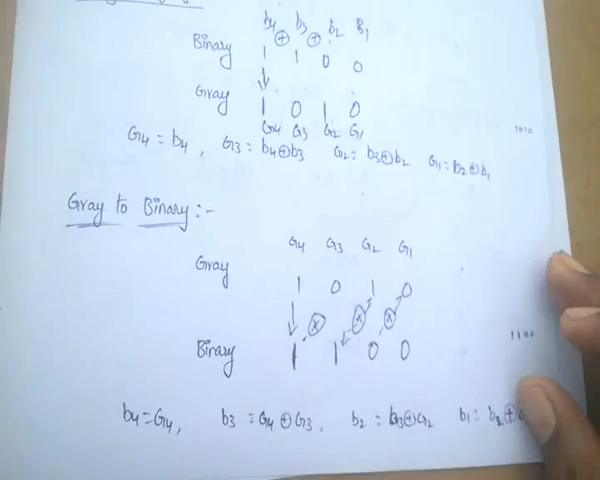 b4 ⊕ b3 ⊕ b2 B1
Binary 1 1 0 0
Gray 1 0 1 0
G4 G3 G2 G1
1010
G4 = b4 , G3 = b4⊕b3 G2 = b3⊕b2 G1 = b2⊕b1
Gray to Binary :-
G4 G3 G2 G1
Gray 1 0 1 0
Binary 1 1 0 0
1100
b4 = G4, b3 = G4 ⊕ G3, b2 = b3⊕G2 b1 = b2⊕